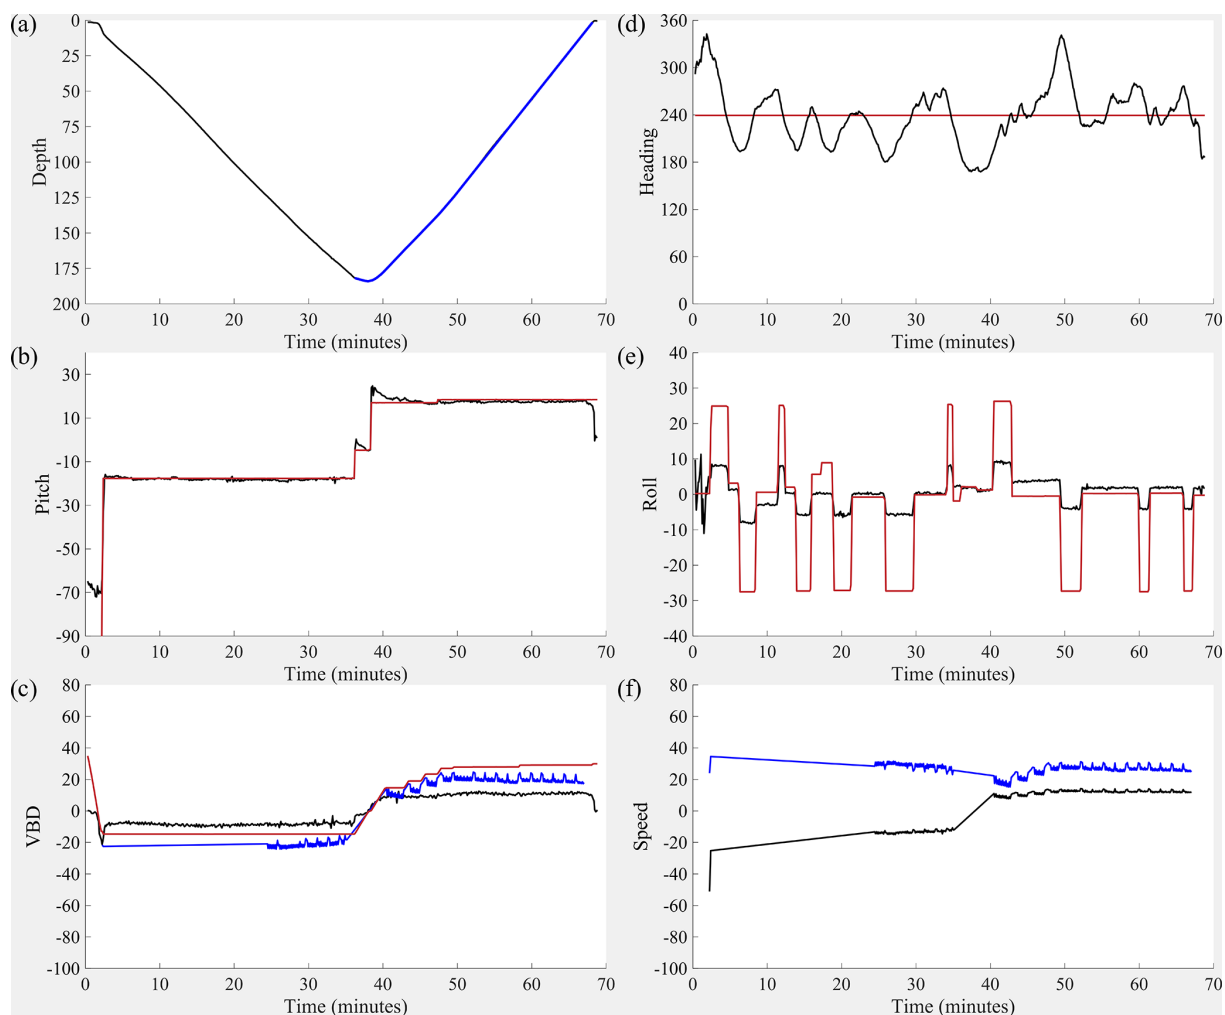 (a)
0
25
50
75
100
125
150
175
200
Depth
0 10 20 30 40 50 60 70
Time (minutes)
(d)
360
300
240
180
120
60
0
Heading
0 10 20 30 40 50 60 70
Time (minutes)
(b)
30
10
-10
-30
-50
-70
-90
Pitch
0 10 20 30 40 50 60 70
Time (minutes)
(e)
40
30
20
10
0
-10
-20
-30
-40
Roll
0 10 20 30 40 50 60 70
Time (minutes)
(c)
80
60
40
20
0
-20
-40
-60
-80
-100
VBD
0 10 20 30 40 50 60 70
Time (minutes)
(f)
80
60
40
20
0
-20
-40
-60
-80
-100
Speed
0 10 20 30 40 50 60 70
Time (minutes)